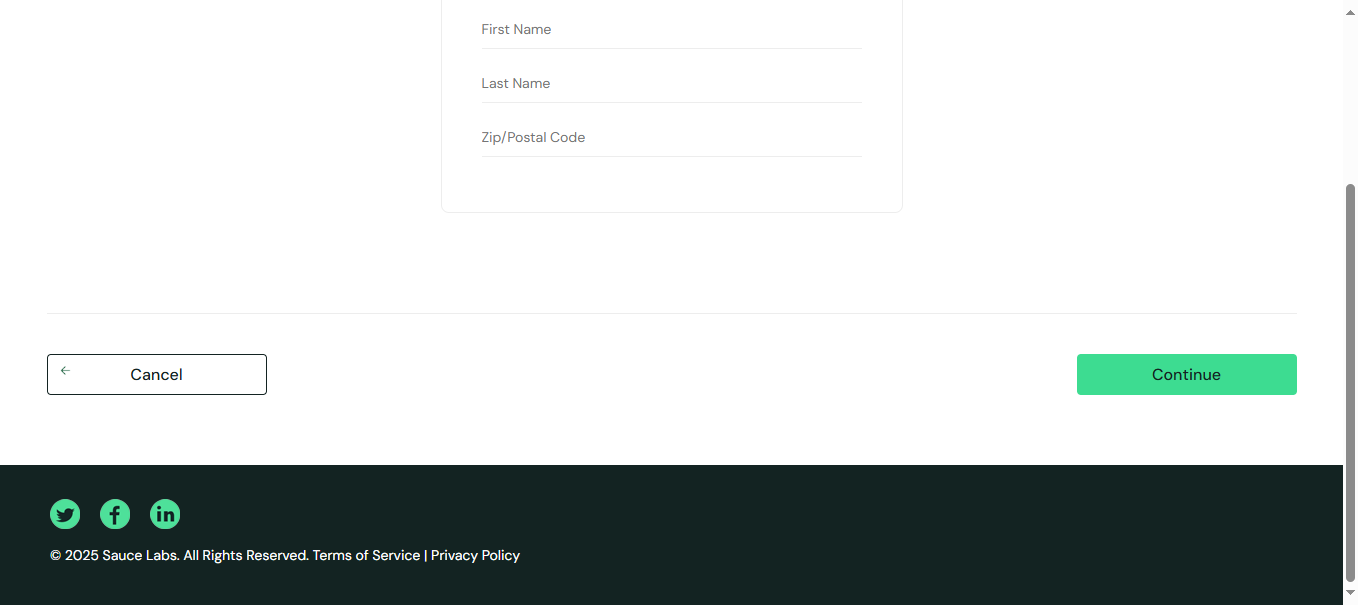 First Name
Last Name
Zip/Postal Code
Cancel
Continue
© 2025 Sauce Labs. All Rights Reserved. Terms of Service | Privacy Policy